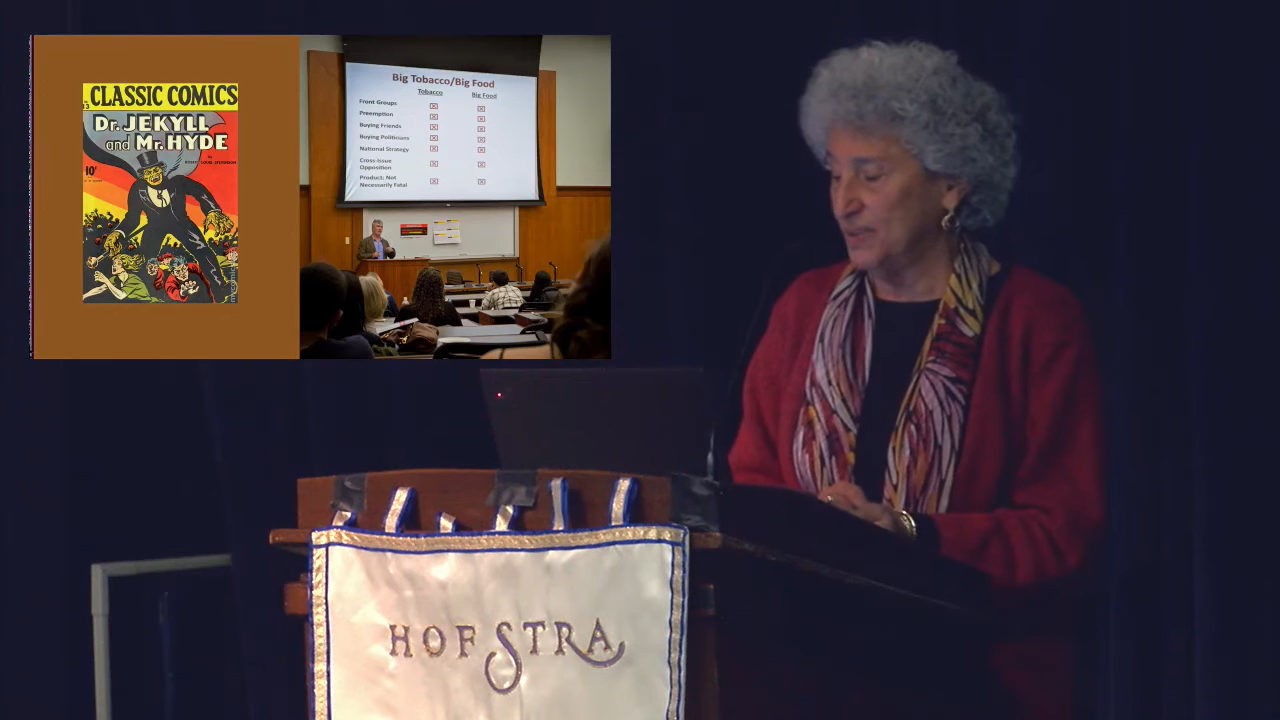 CLASSIC COMICS
Dr. JEKYLL
and Mr. HYDE
10¢
Big Tobacco/Big Food
Tobacco
Big Food
Front Groups
Preemption
Buying Friends
Buying Politicians
National Strategy
Cross-issue
Opposition
Product: Not
Necessarily Fatal
HOFSTRA